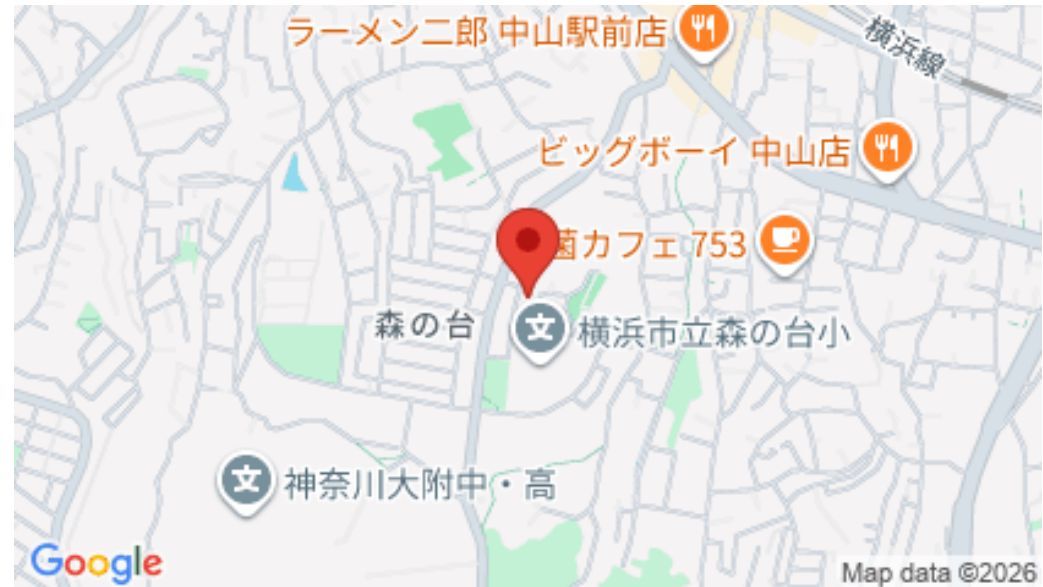 ラーメン二郎 中山駅前店
横浜線
ビッグボーイ 中山店
菌カフェ 753
森の台
横浜市立森の台小
神奈川大附中・高
Google
Map data ©2026